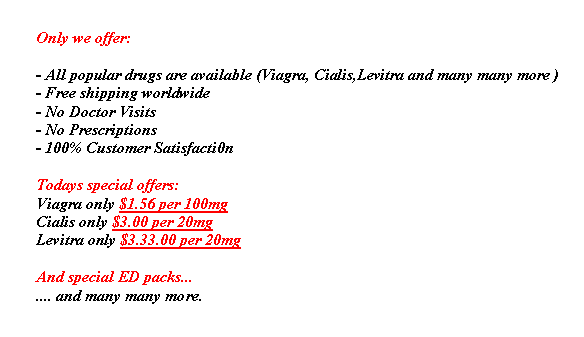 Only we offer:
- All popular drugs are available (Viagra, Cialis,Levitra and many many more )
- Free shipping worldwide
- No Doctor Visits
- No Prescriptions
- 100% Customer Satisfacti0n
Todays special offers:
Viagra only $1.56 per 100mg
Cialis only $3.00 per 20mg
Levitra only $3.33.00 per 20mg
And special ED packs...
.... and many many more.